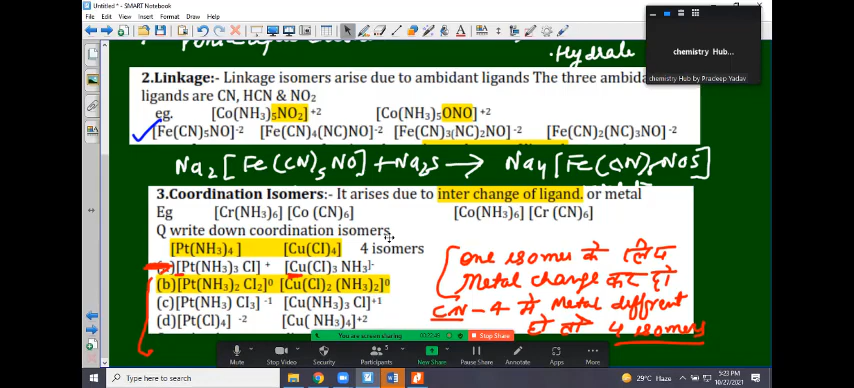 Untitled * - SMART Notebook
File Edit View Insert Format Draw Help
chemistry Hub...
chemistry Hub by Pradeep Yadav
Hydrate
2.Linkage:- Linkage isomers arise due to ambidant ligands The three ambida
ligands are CN, HCN & NO2
eg. [Co(NH3)5NO2]+2 [Co(NH3)5ONO]+2
[Fe(CN)5NO]-2 [Fe(CN)4(NC)NO]-2 [Fe(CN)3(NC)2NO]-2 [Fe(CN)2(NC)3NO]-2
Na2[Fe(CN)5NO]+Na2S → Na4[Fe(CN)5NOS]
3.Coordination Isomers:- It arises due to inter change of ligand. or metal
Eg [Cr(NH3)6] [Co (CN)6] [Co(NH3)6] [Cr (CN)6]
Q write down coordination isomers
[Pt(NH3)4 ] [Cu(Cl)4] 4 isomers
(a)[Pt(NH3)3 Cl] + [Cu(Cl)3 NH3]-
(b)[Pt(NH3)2 Cl2]0 [Cu(Cl)2 (NH3)2]0
(c)[Pt(NH3 Cl3] -1 [Cu(NH3)3Cl]+1
(d)[Pt(Cl)4] -2 [Cu( NH3)4]+2
one isomer के लिए
Metal change कर दो
CN-4 में Metal diffrent
हो तो 4 isomers
You are screen sharing Stop Share
Mute Stop Video Security Participants 5 New Share Pause Share Annotate Apps More
Type here to search
29°C Haze
5:23 PM
10/27/2021